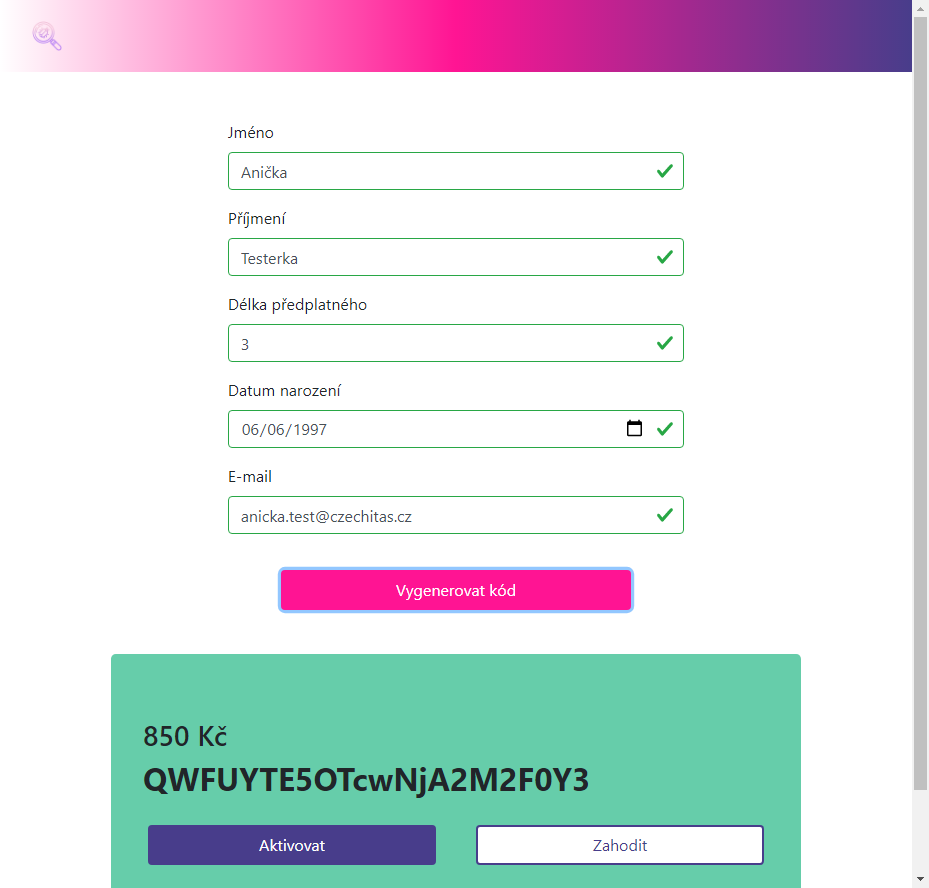 Jméno
Anička
Příjmení
Testerka
Délka předplatného
3
Datum narození
06/06/1997
E-mail
anicka.test@czechitas.cz
Vygenerovat kód
850 Kč
QWFUYTE5OTcwNjA2M2F0Y3
Aktivovat
Zahodit